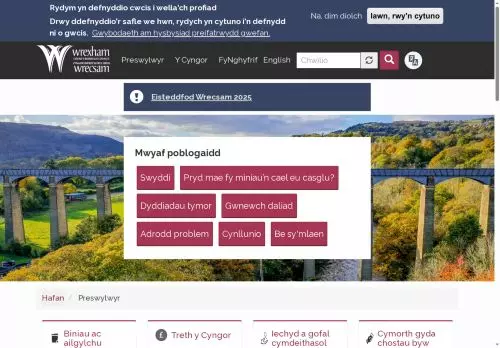 Rydym yn defnyddio cwcis i wella'ch profiad
Drwy ddefnyddio'r safle we hwn, rydych yn cytuno i'n defnydd
ni o gwcis. Gwybodaeth am hysbysiad preifatrwydd gwefan.
Na, dim diolch
Iawn, rwy'n cytuno
wrexham
wrecsam
Preswylwyr
Y Cyngor
FyNghyfrif
English
Chwilio
Eisteddfod Wrecsam 2025
Mwyaf poblogaidd
Swyddi
Pryd mae fy miniau'n cael eu casglu?
Dyddiadau tymor
Gwnewch daliad
Adrodd problem
Cynllunio
Be sy'mlaen
Hafan / Preswylwyr
Biniau ac
ailgylchu
Treth y Cyngor
Iechyd a gofal
cymdeithasol
Cymorth gyda
chostau byw